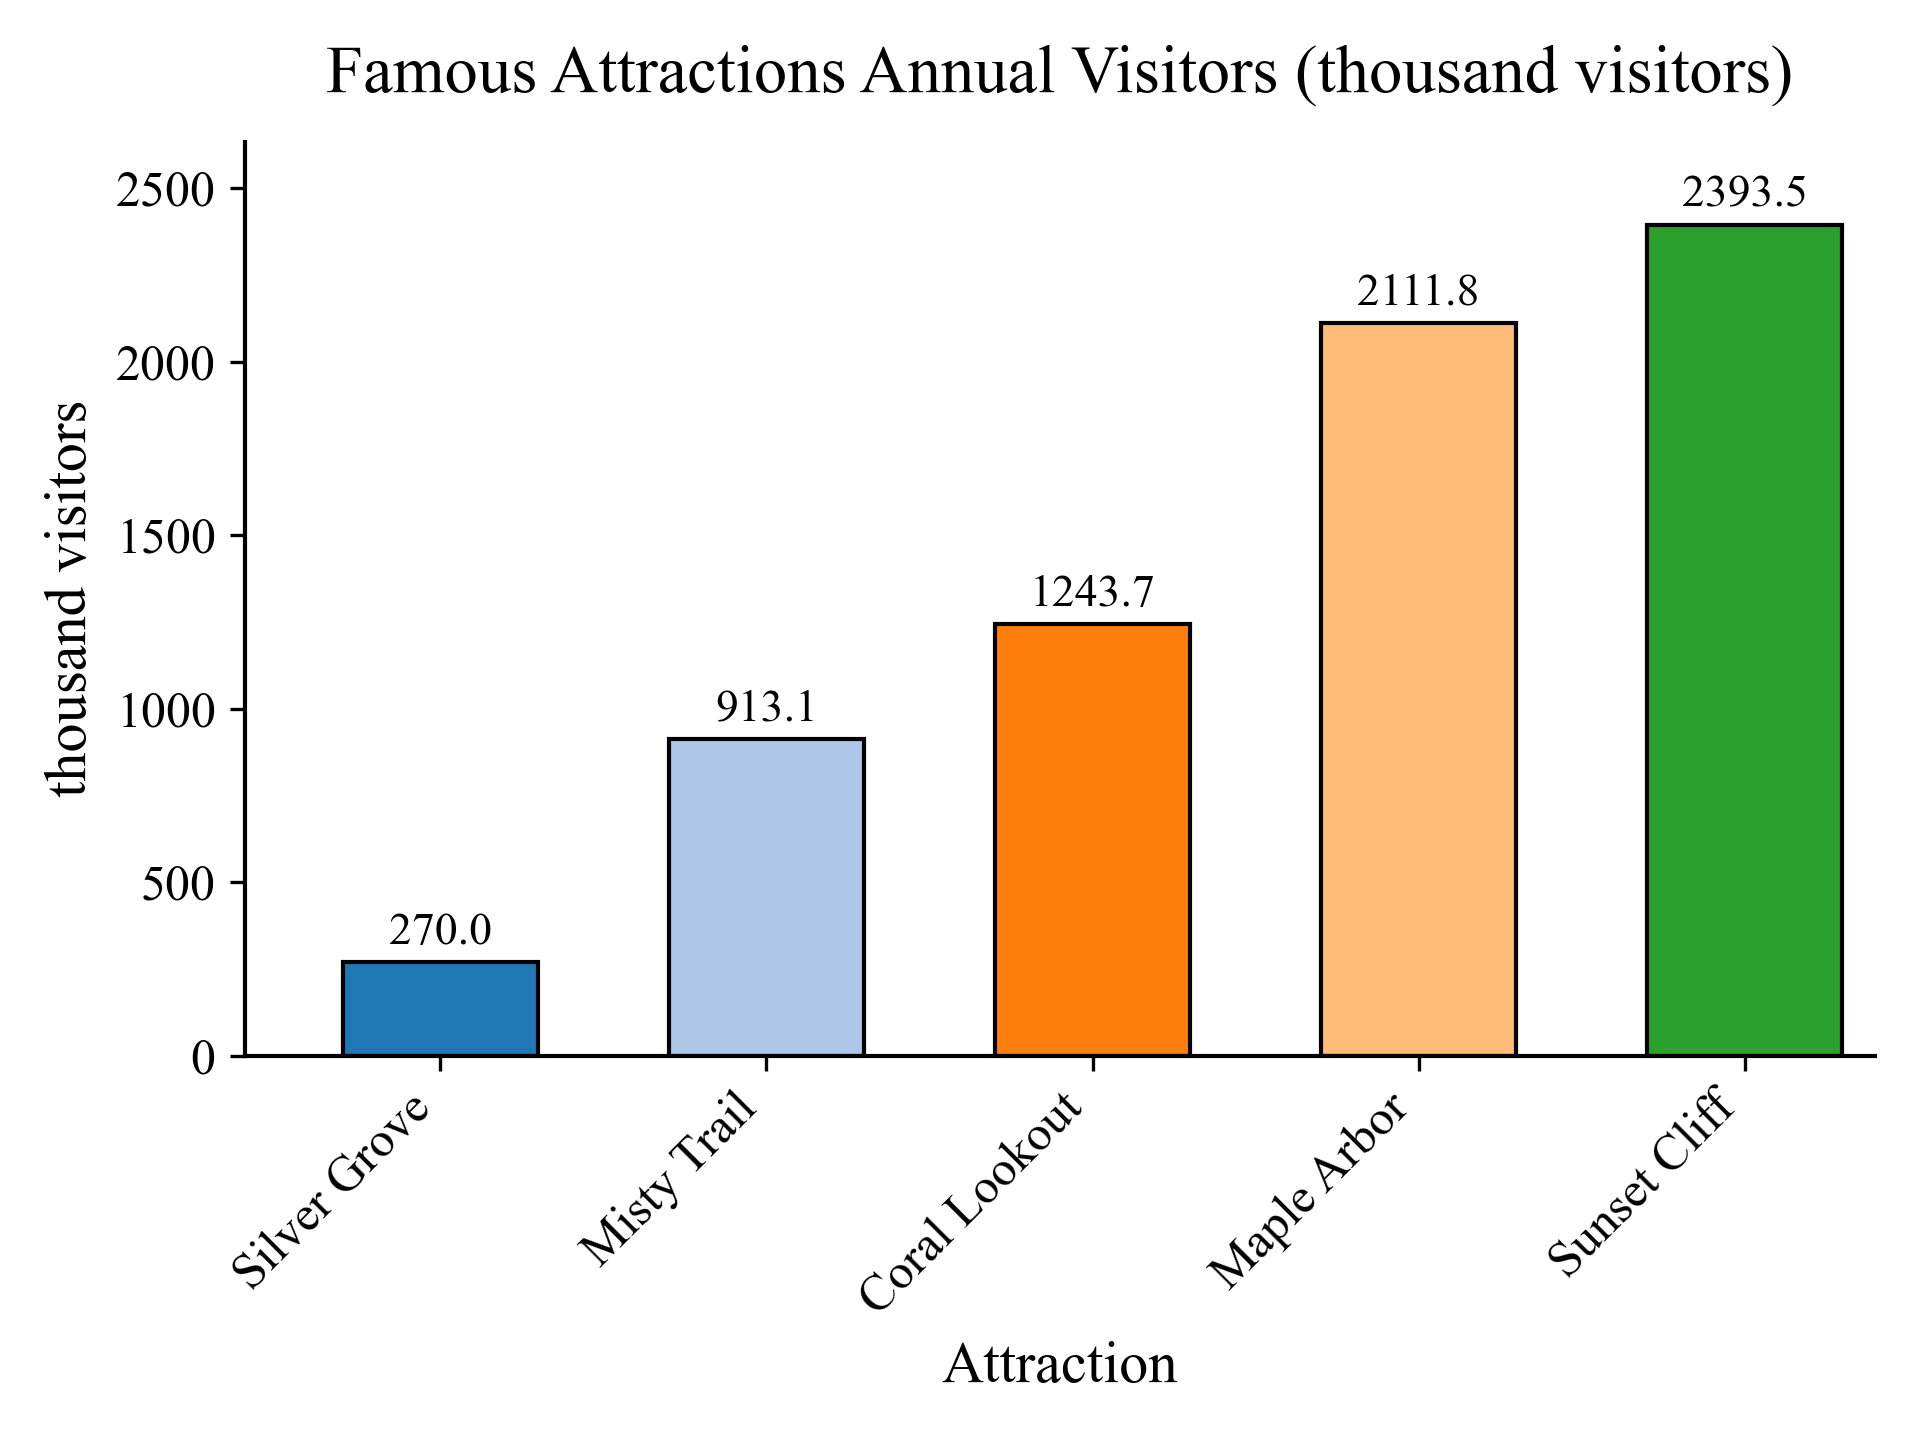 Famous Attractions Annual Visitors (thousand visitors)
thousand visitors
2500
2000
1500
1000
500
0
270.0
913.1
1243.7
2111.8
2393.5
Silver Grove
Misty Trail
Coral Lookout
Maple Arbor
Sunset Cliff
Attraction